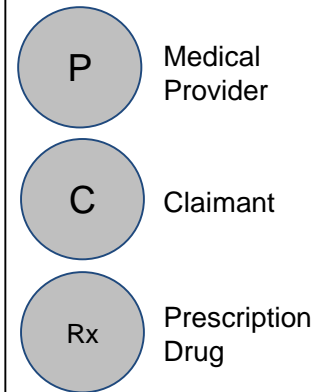 P
Medical
Provider
C
Claimant
Rx
Prescription
Drug